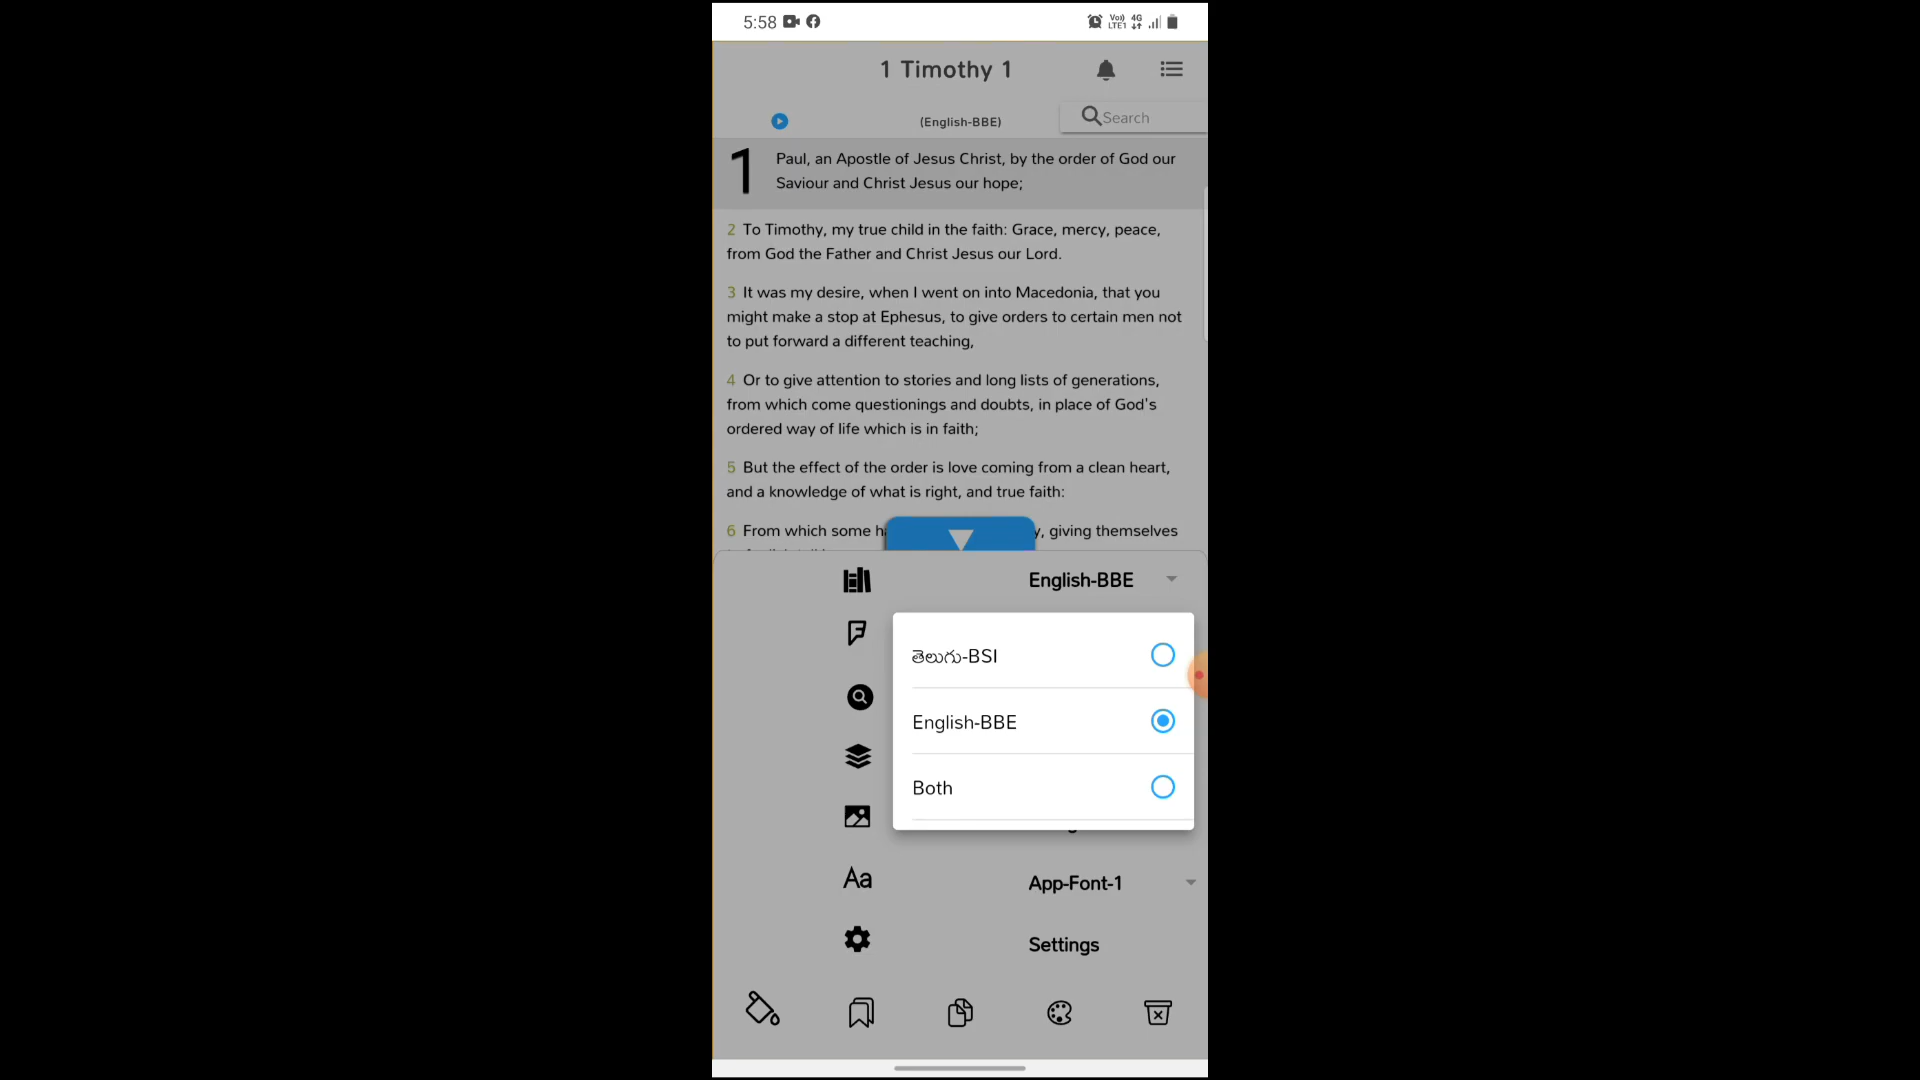 5:58
Vo)) 4G
LTE1
1 Timothy 1
(English-BBE)
Search
1 Paul, an Apostle of Jesus Christ, by the order of God our
Saviour and Christ Jesus our hope;
2 To Timothy, my true child in the faith: Grace, mercy, peace,
from God the Father and Christ Jesus our Lord.
3 It was my desire, when I went on into Macedonia, that you
might make a stop at Ephesus, to give orders to certain men not
to put forward a different teaching,
4 Or to give attention to stories and long lists of generations,
from which come questionings and doubts, in place of God's
ordered way of life which is in faith;
5 But the effect of the order is love coming from a clean heart,
and a knowledge of what is right, and true faith:
6 From which some giving themselves
English-BBE
తెలుగు-BSI
English-BBE
Both
Aa
App-Font-1
Settings